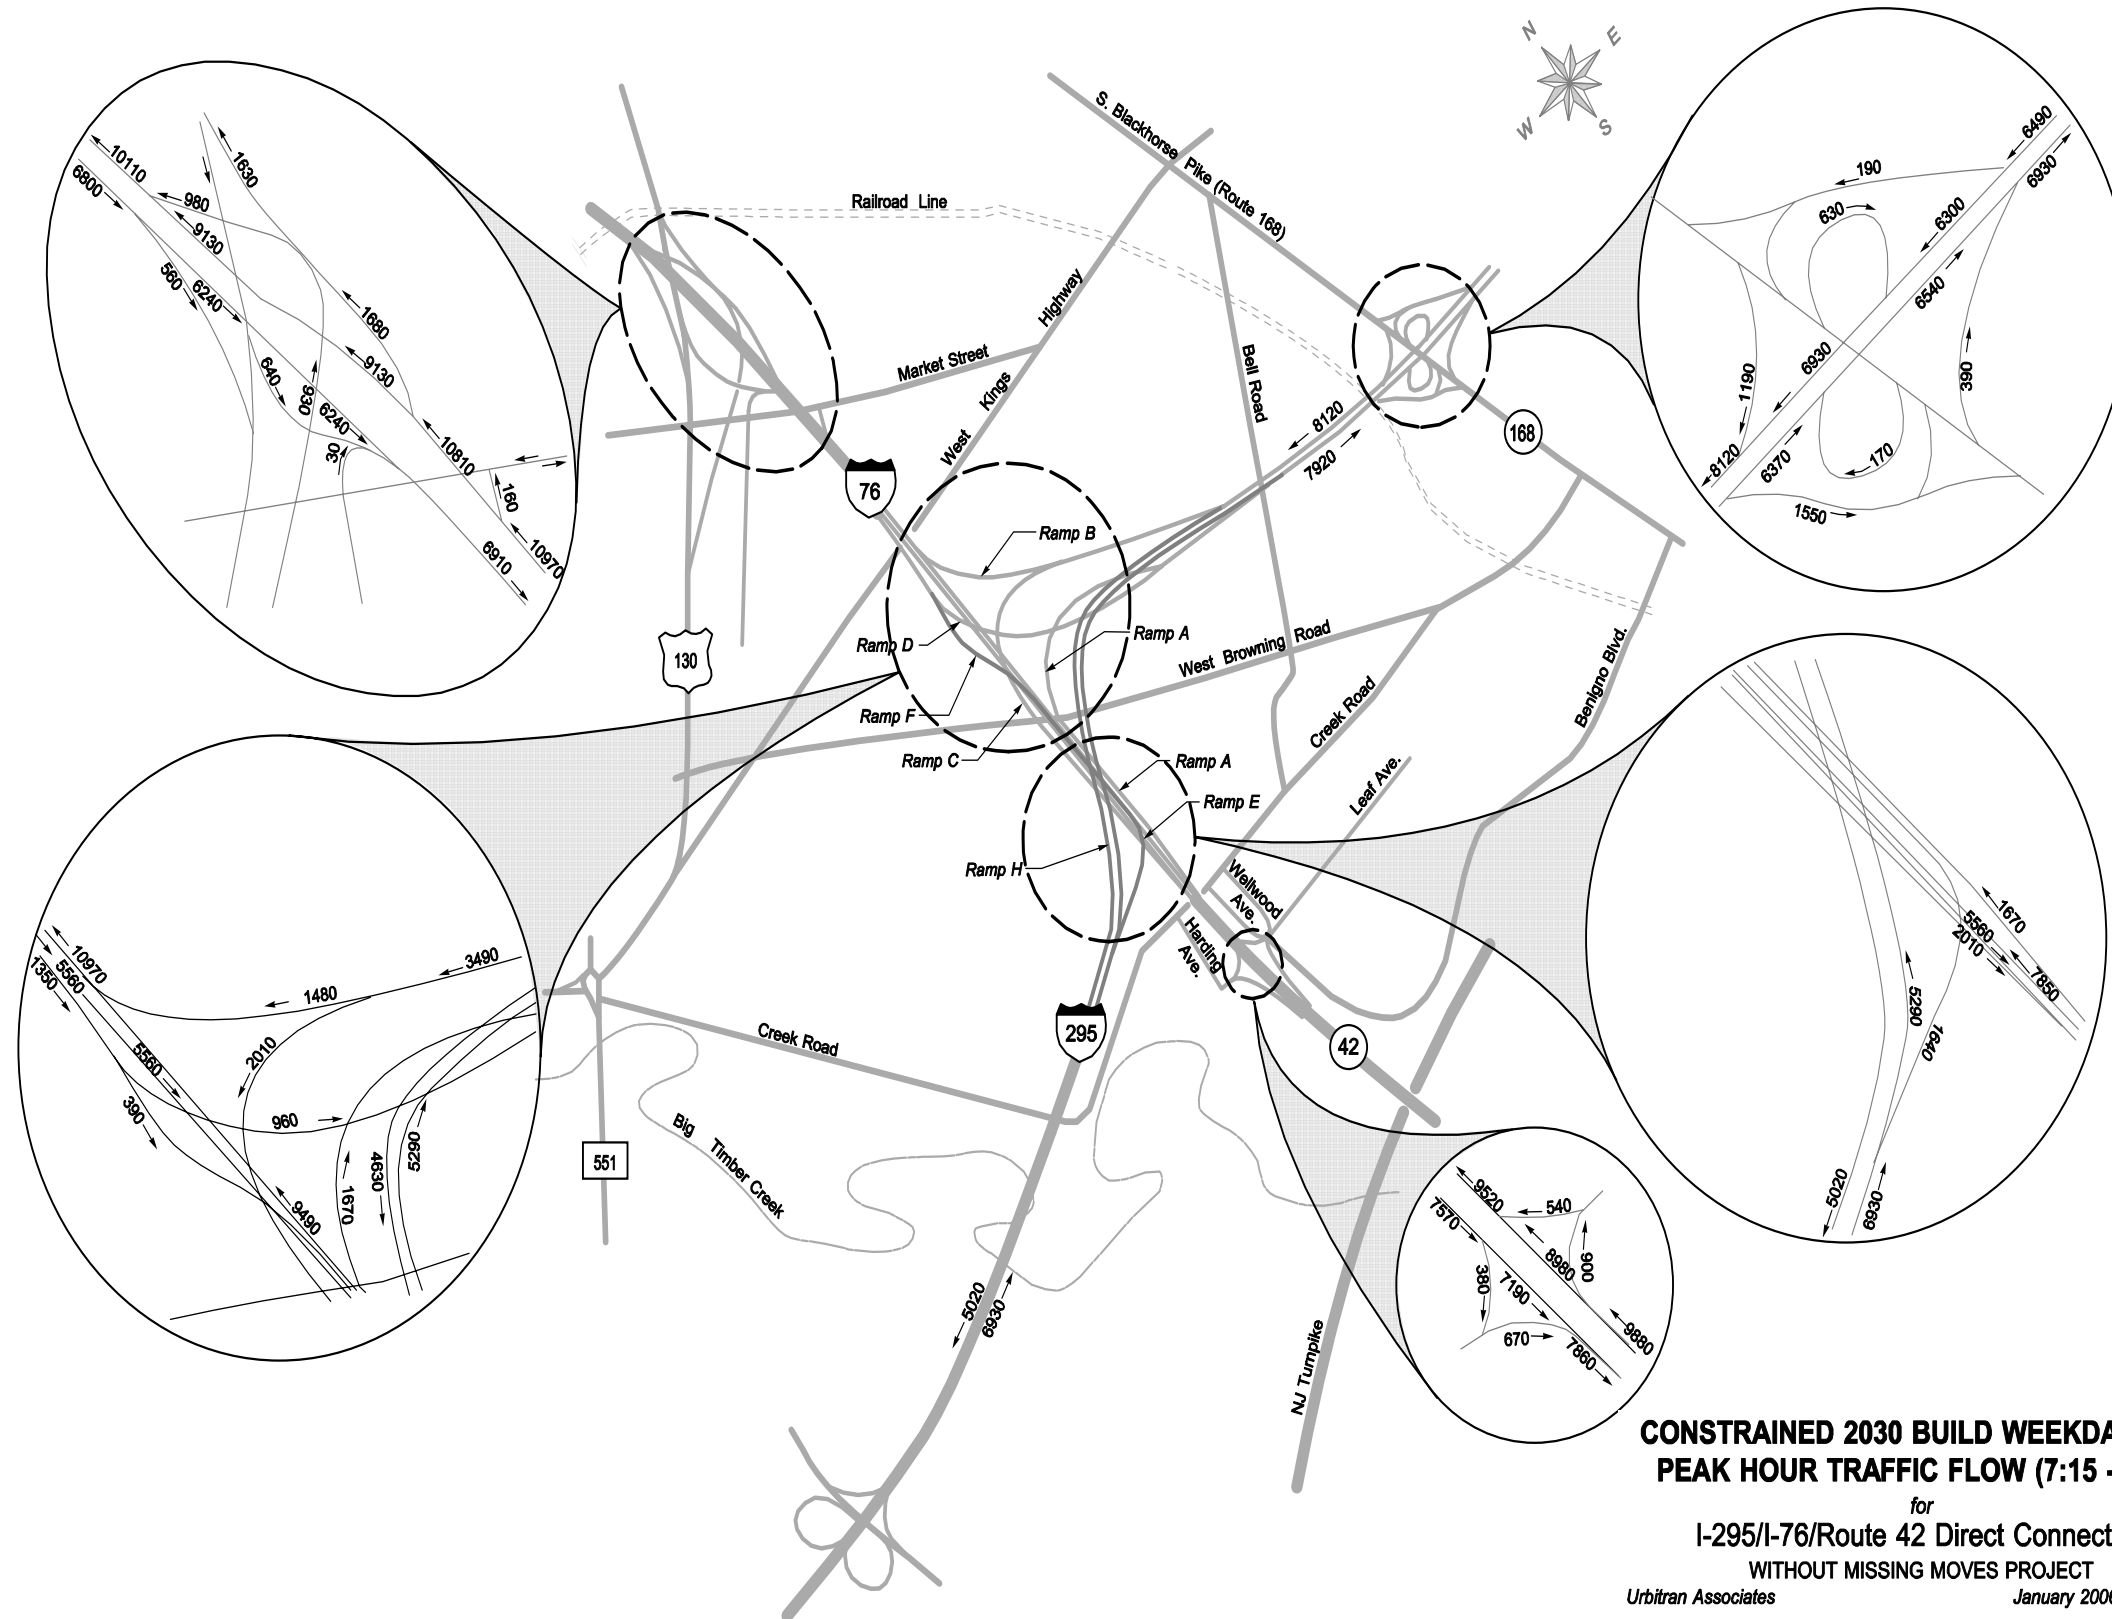 N
E
W
S
S. Blackhorse Pike (Route 168)
Railroad Line
West Kings Highway
Market Street
Bell Road
8120
7920
168
76
Ramp B
Ramp D
Ramp A
Ramp F
Ramp C
West Browning Road
Creek Road
Leaf Ave.
Benigno Blvd.
130
Ramp A
Ramp E
Ramp H
Wellwood
Ave.
Harding
Ave.
295
42
Creek Road
551
Big Timber Creek
5020
6930
NJ Turnpike
10110
6800
1630
980
9130
560
6240
1680
640
930
9130
6240
30
10810
160
10970
6910
6490
6930
190
630
6300
6540
6930
1190
390
8120
6370
170
1550
10970
5560
1350
3490
1480
2010
5560
390
960
1670
4630
5290
9490
1670
5560
2010
7850
5290
1640
5020
6930
9520
7570
540
8980
900
380
7190
670
9880
7860
CONSTRAINED 2030 BUILD WEEKDA
PEAK HOUR TRAFFIC FLOW (7:15 -
for
I-295/I-76/Route 42 Direct Connect
WITHOUT MISSING MOVES PROJECT
Urbitran Associates
January 2006